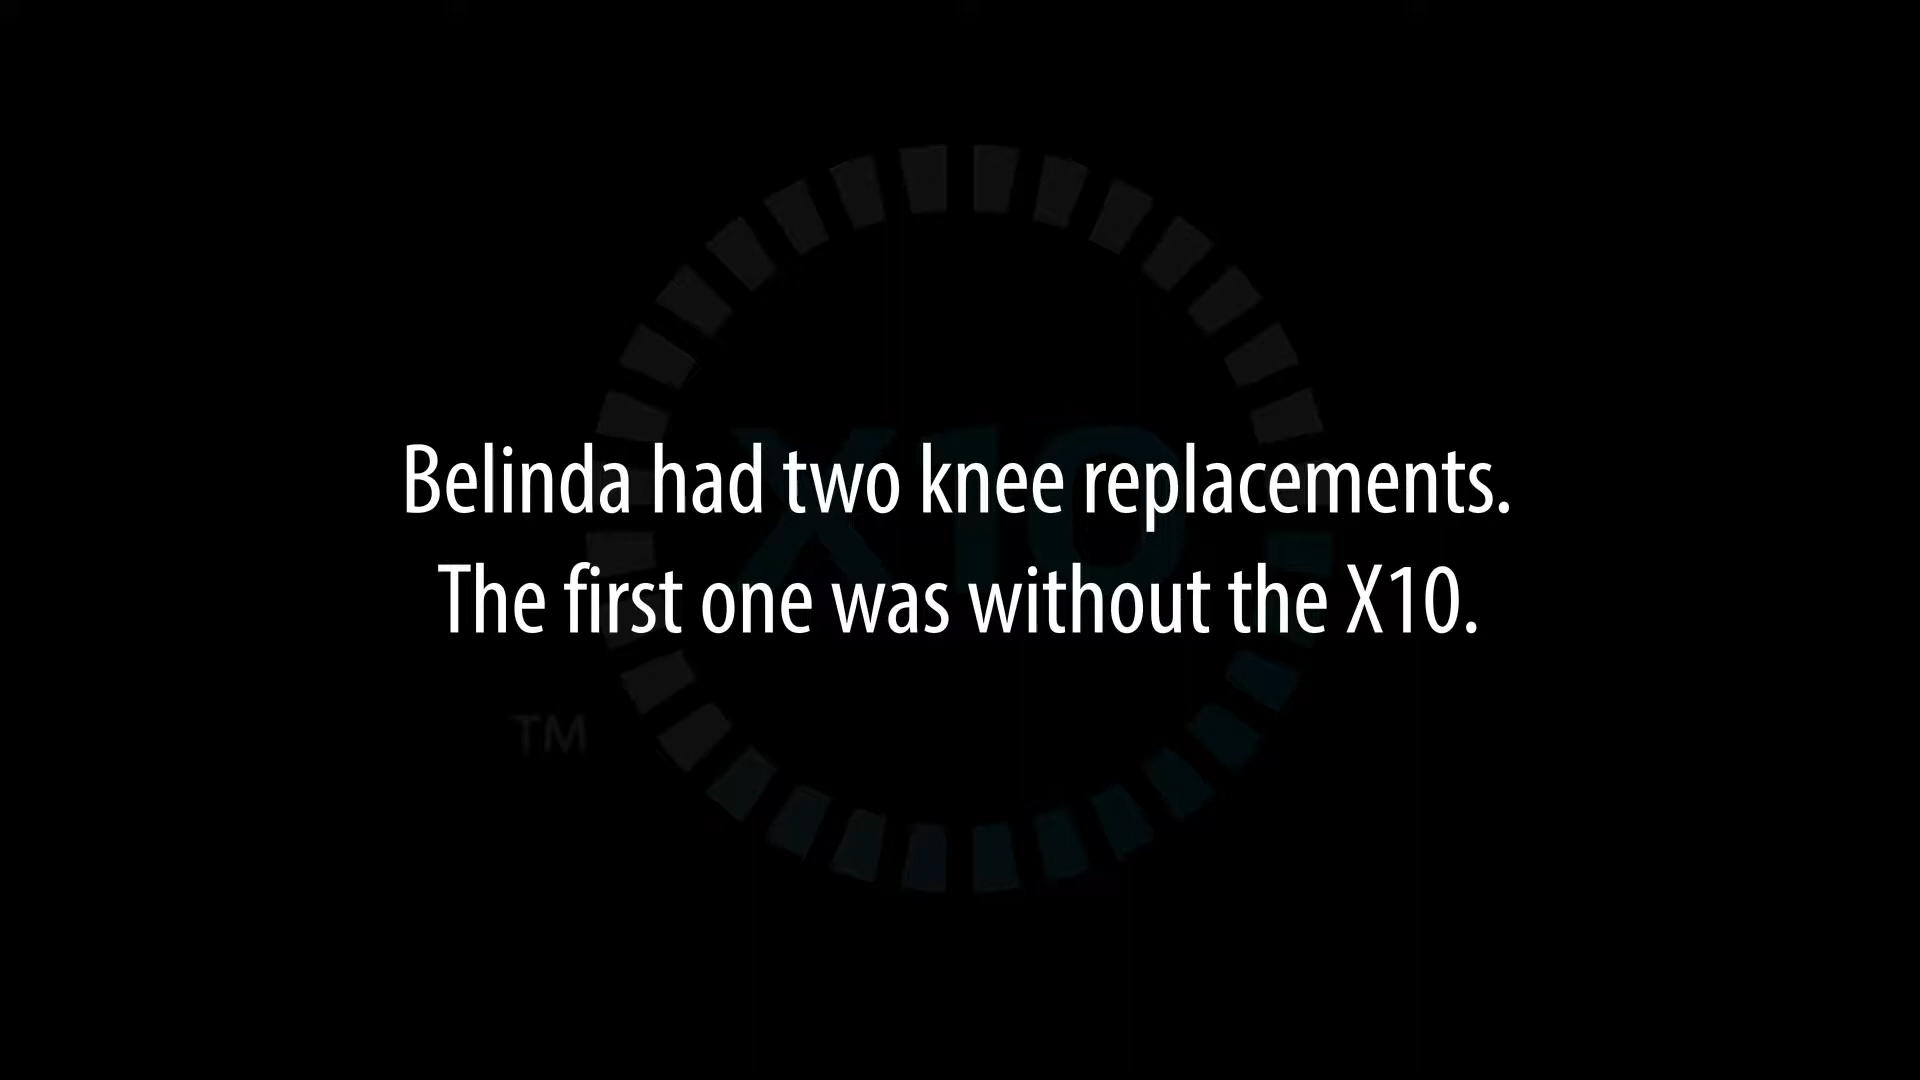 Belinda had two knee replacements.
The first one was without the X10.
X10
TM